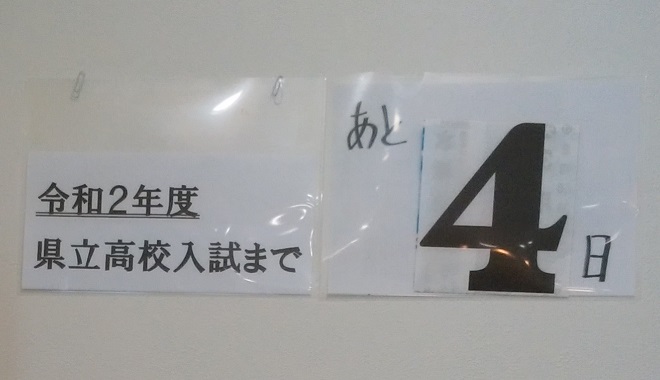 令和2年度
県立高校入試まで
あと
4
日